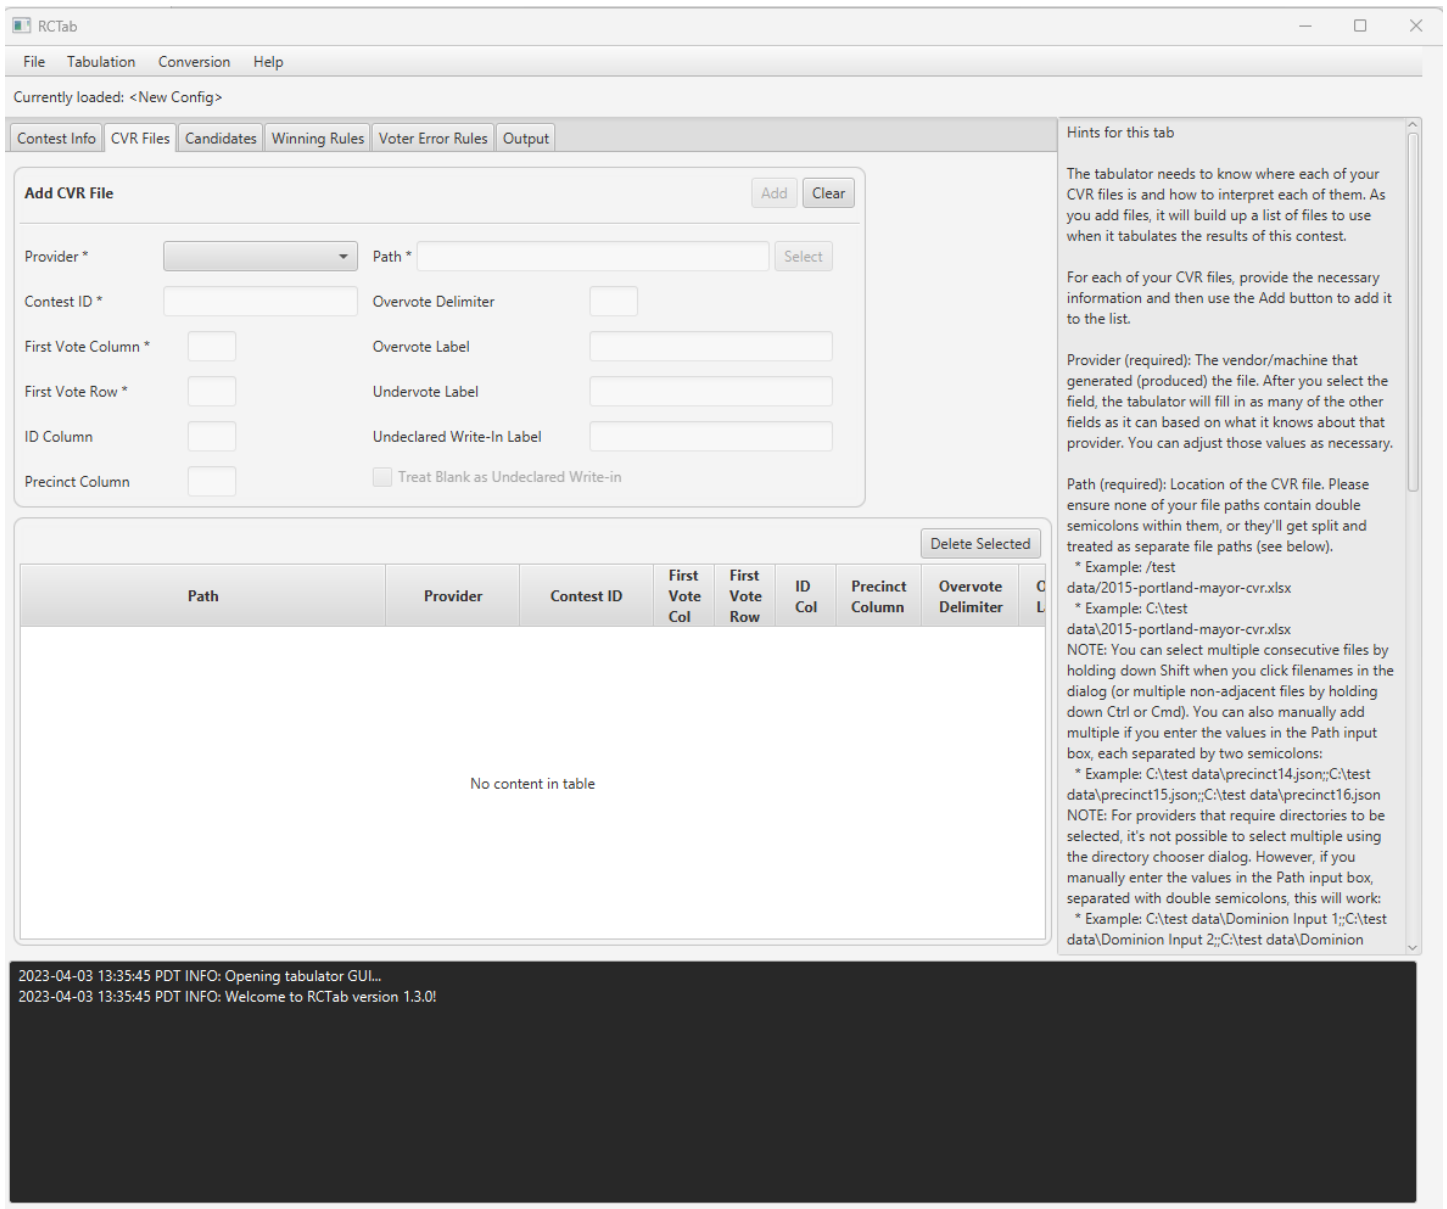 RCTab
File Tabulation Conversion Help
Currently loaded: <New Config>
Contest Info CVR Files Candidates Winning Rules Voter Error Rules Output
Add CVR File
Add Clear
Provider *
Path *
Select
Contest ID *
Overvote Delimiter
First Vote Column *
Overvote Label
First Vote Row *
Undervote Label
ID Column
Undeclared Write-In Label
Precinct Column
Treat Blank as Undeclared Write-in
Delete Selected
Path
Provider
Contest ID
First
Vote
Col
First
Vote
Row
ID
Col
Precinct
Column
Overvote
Delimiter
No content in table
Hints for this tab
The tabulator needs to know where each of your
CVR files is and how to interpret each of them. As
you add files, it will build up a list of files to use
when it tabulates the results of this contest.
For each of your CVR files, provide the necessary
information and then use the Add button to add it
to the list.
Provider (required): The vendor/machine that
generated (produced) the file. After you select the
field, the tabulator will fill in as many of the other
fields as it can based on what it knows about that
provider. You can adjust those values as necessary.
Path (required): Location of the CVR file. Please
ensure none of your file paths contain double
semicolons within them, or they'll get split and
treated as separate file paths (see below).
* Example: /test
data/2015-portland-mayor-cvr.xlsx
* Example: C:\test
data\2015-portland-mayor-cvr.xlsx
NOTE: You can select multiple consecutive files by
holding down Shift when you click filenames in the
dialog (or multiple non-adjacent files by holding
down Ctrl or Cmd). You can also manually add
multiple if you enter the values in the Path input
box, each separated by two semicolons:
* Example: C:\test data\precinct14.json;;C:\test
data\precinct15.json;;C:\test data\precinct16.json
NOTE: For providers that require directories to be
selected, it's not possible to select multiple using
the directory chooser dialog. However, if you
manually enter the values in the Path input box,
separated with double semicolons, this will work:
* Example: C:\test data\Dominion Input 1;;C:\test
data\Dominion Input 2;;C:\test data\Dominion
2023-04-03 13:35:45 PDT INFO: Opening tabulator GUI...
2023-04-03 13:35:45 PDT INFO: Welcome to RCTab version 1.3.0!